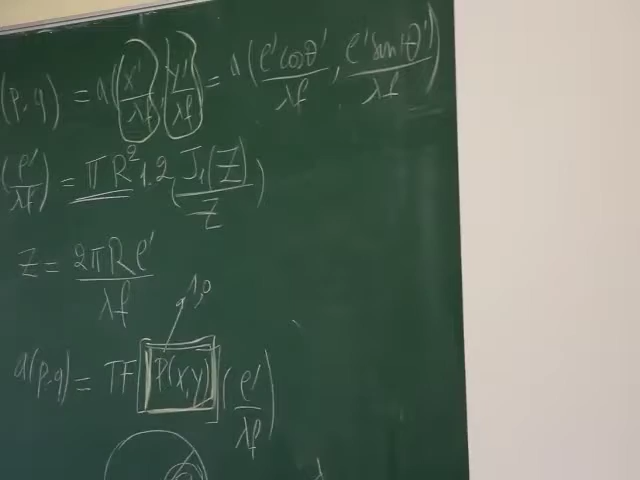 (p,q) = a(x'/λf, y'/λf) = a(ρ'cosθ'/λf, ρ'sinθ'/λf)
(ρ'/λf) = πR² 1.2 (J₁(Z)/Z)
Z = 2πRρ'/λf
1,0
a(p,q) = TF[P(x,y)](ρ'/λf)